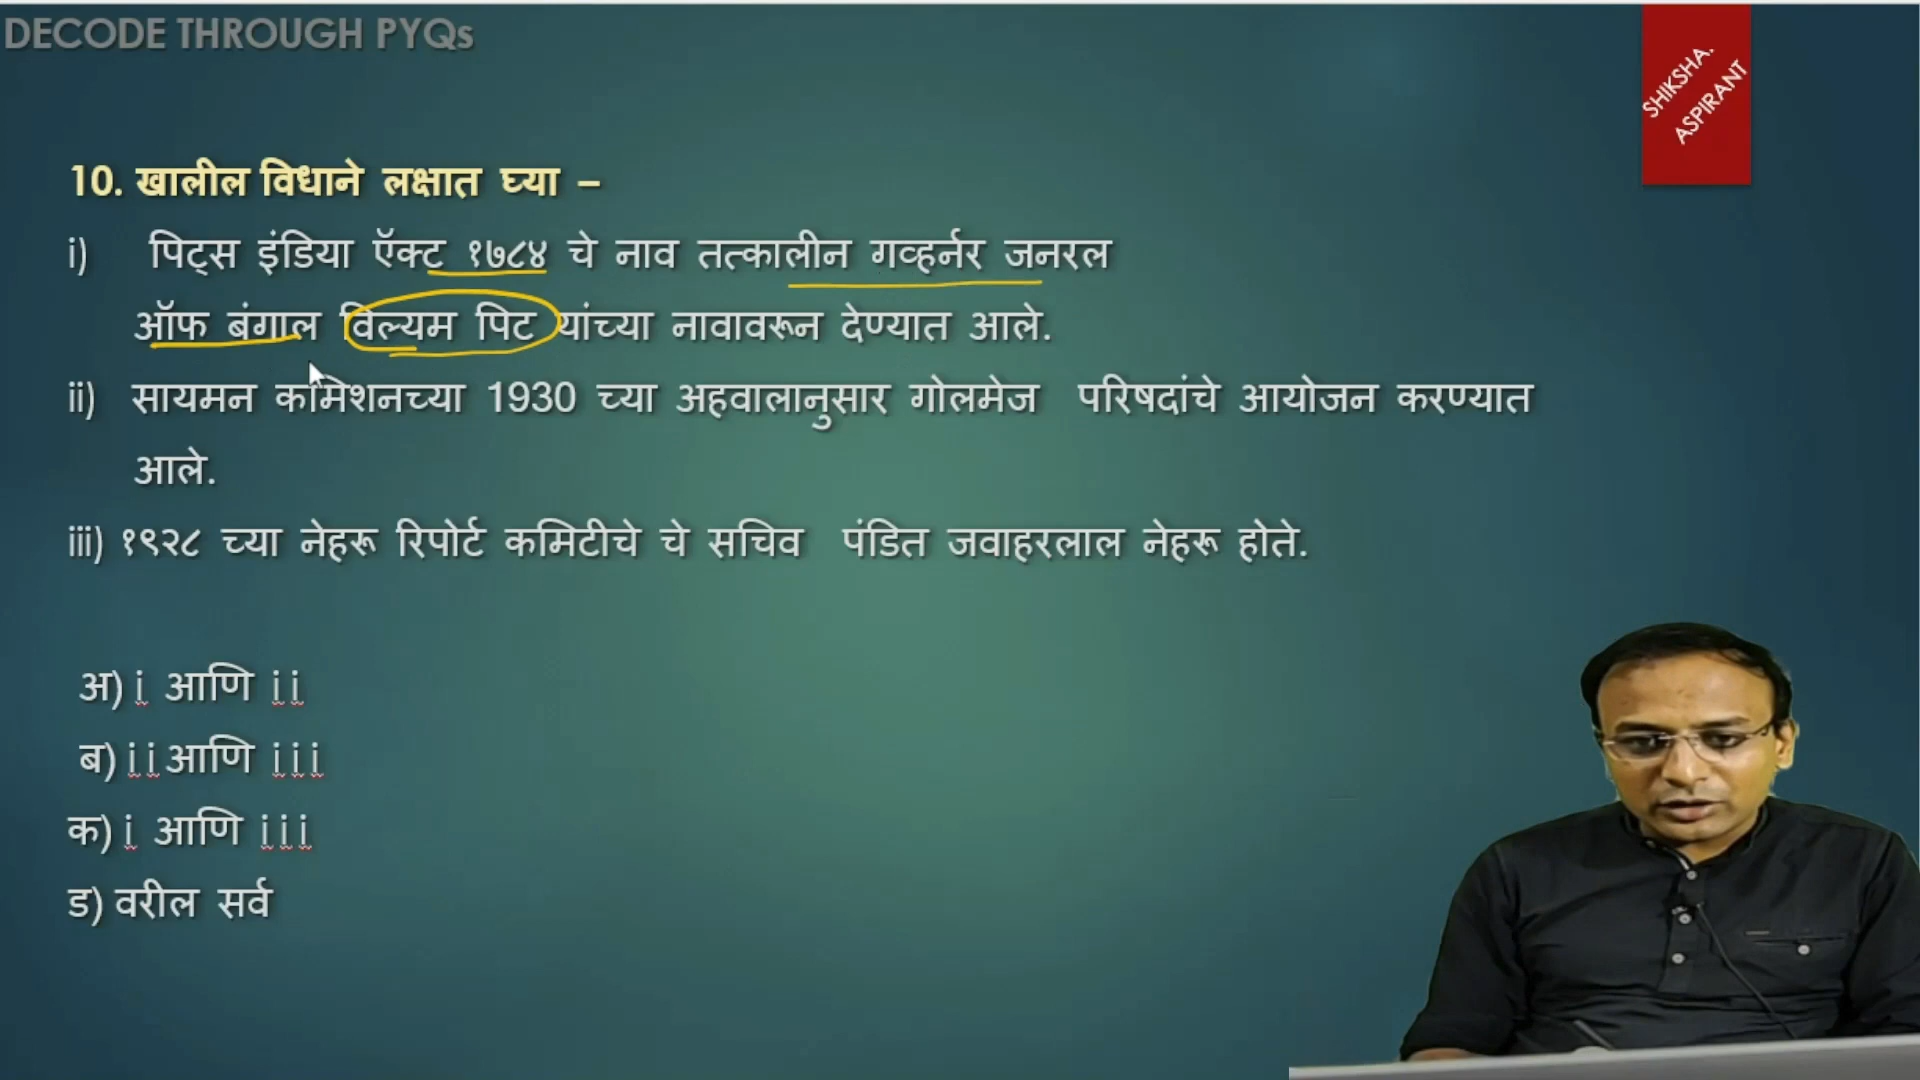 DECODE THROUGH PYQs
SHIKSHA.
ASPIRANT
10. खालील विधाने लक्षात घ्या –
i) पिट्स इंडिया ऍक्ट १७८४ चे नाव तत्कालीन गव्हर्नर जनरल
ऑफ बंगाल विल्यम पिट यांच्या नावावरून देण्यात आले.
ii) सायमन कमिशनच्या 1930 च्या अहवालानुसार गोलमेज परिषदांचे आयोजन करण्यात
आले.
iii) १९२८ च्या नेहरू रिपोर्ट कमिटीचे चे सचिव पंडित जवाहरलाल नेहरू होते.
अ) i आणि ii
ब) ii आणि iii
क) i आणि iii
ड) वरील सर्व